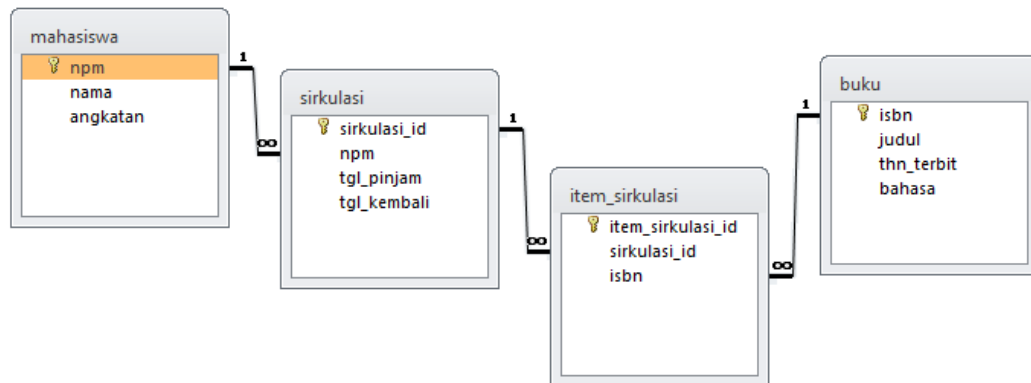 mahasiswa
npm
nama
angkatan
1
∞
sirkulasi
sirkulasi_id
npm
tgl_pinjam
tgl_kembali
1
∞
item_sirkulasi
item_sirkulasi_id
sirkulasi_id
isbn
∞
1
buku
isbn
judul
thn_terbit
bahasa